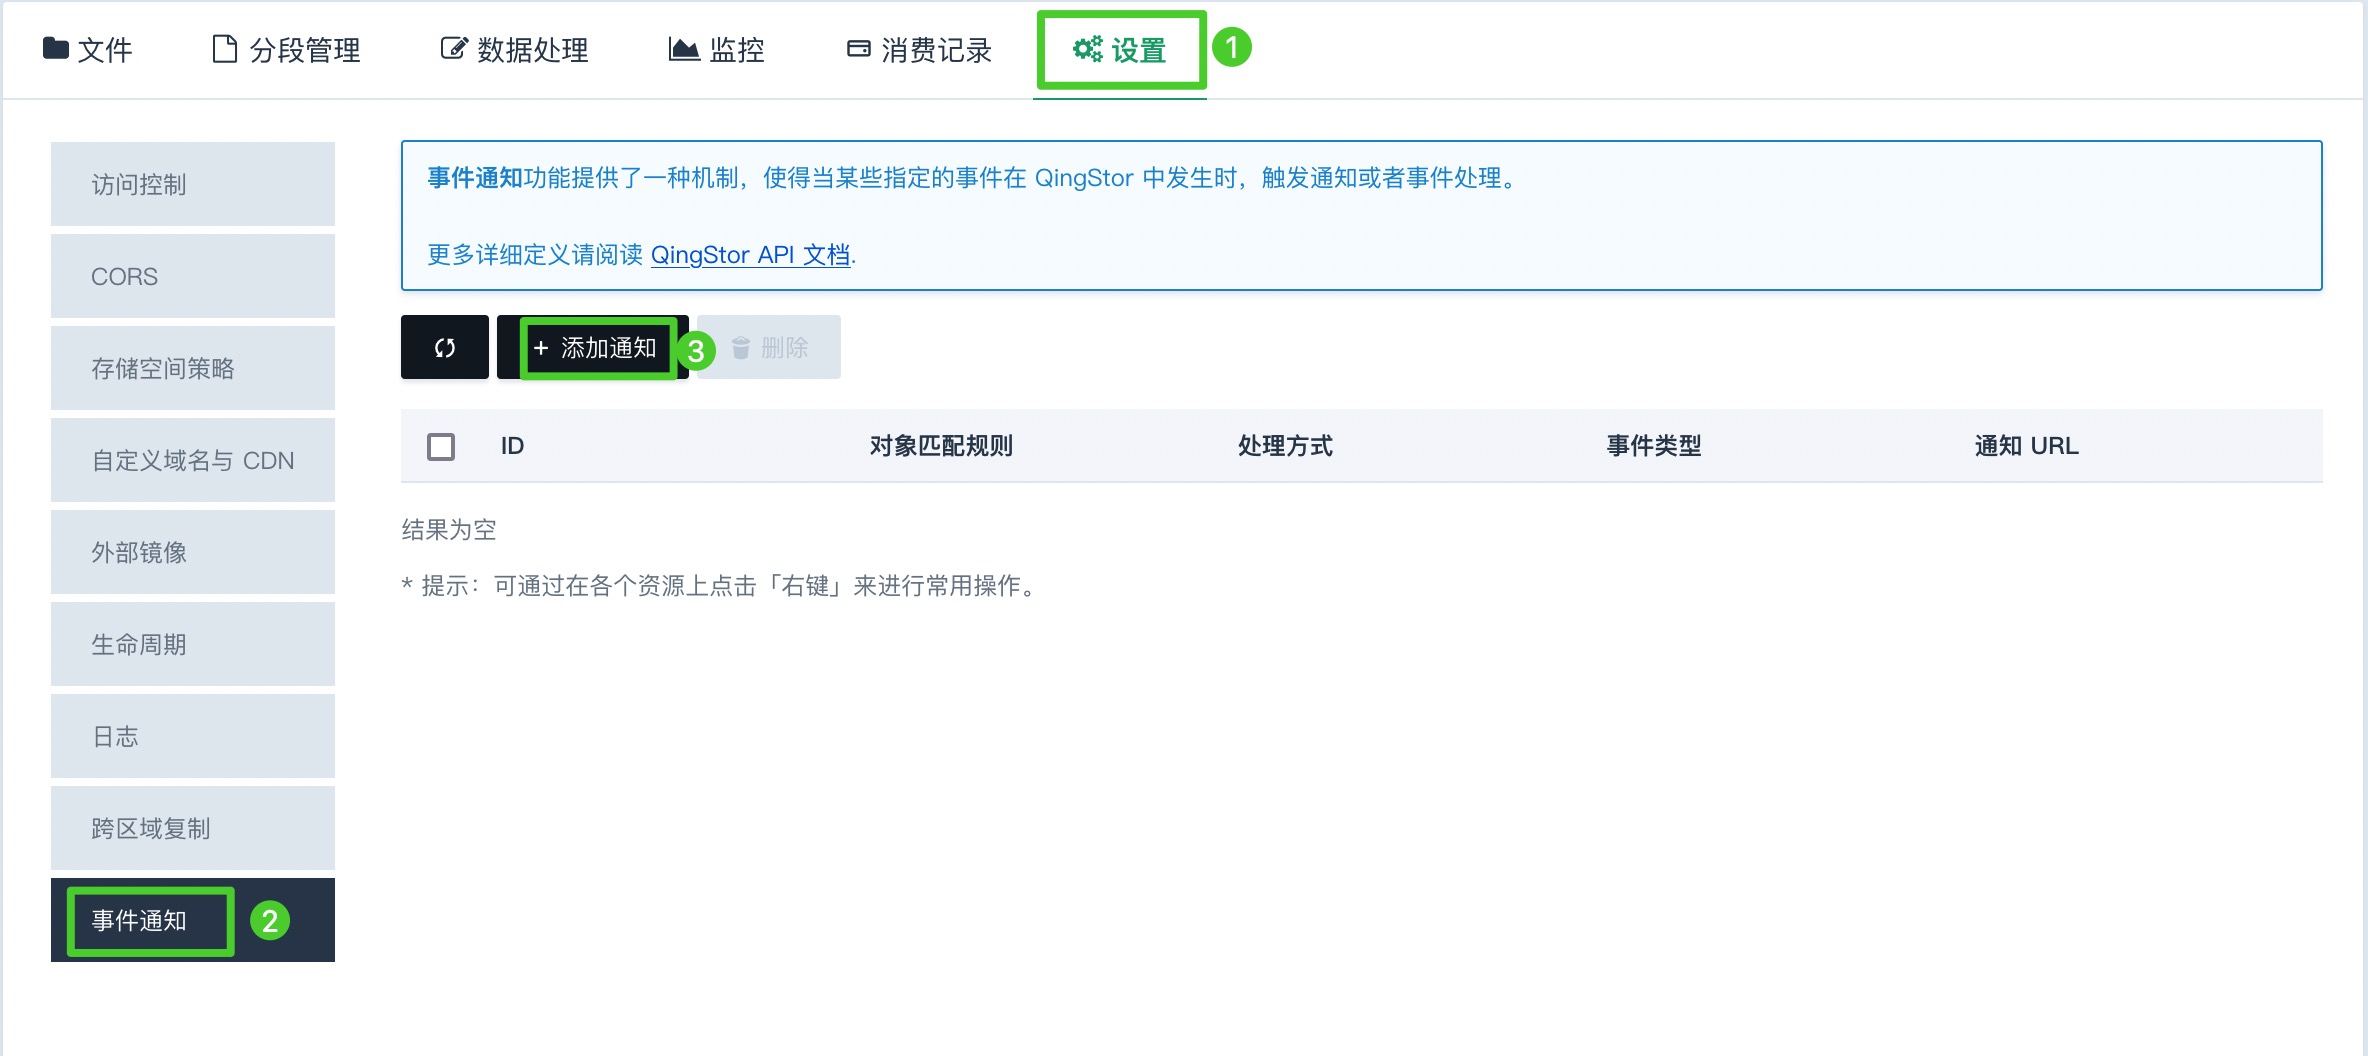 文件 分段管理 数据处理 监控 消费记录 设置 1
访问控制
CORS
存储空间策略
自定义域名与 CDN
外部镜像
生命周期
日志
跨区域复制
事件通知 2
事件通知功能提供了一种机制，使得当某些指定的事件在 QingStor 中发生时，触发通知或者事件处理。
更多详细定义请阅读 QingStor API 文档.
+ 添加通知 3 删除
ID 对象匹配规则 处理方式 事件类型 通知 URL
结果为空
* 提示：可通过在各个资源上点击「右键」来进行常用操作。